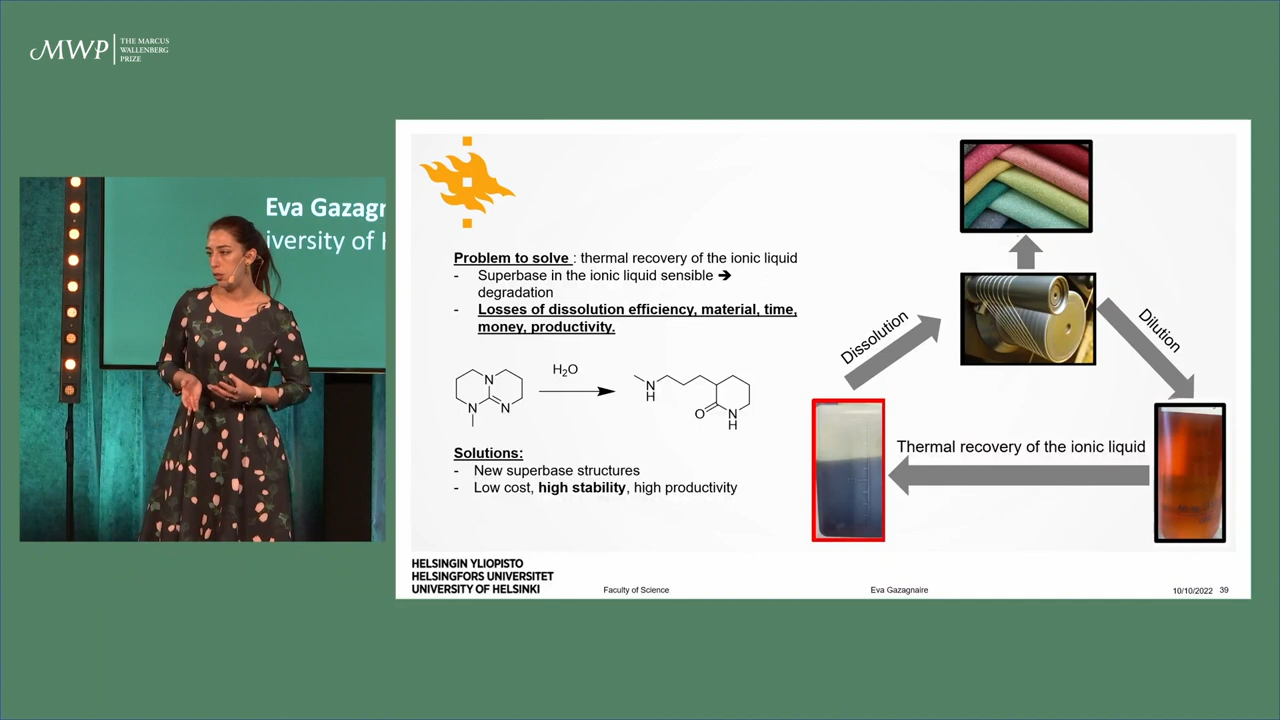 MWP
THE MARCUS
WALLENBERG
PRIZE
Eva Gazagn
iversity of H
Problem to solve : thermal recovery of the ionic liquid
- Superbase in the ionic liquid sensible ➔
degradation
- Losses of dissolution efficiency, material, time,
money, productivity.
H2O
N
N
N
N
H
O
N
H
Solutions:
- New superbase structures
- Low cost, high stability, high productivity
Dissolution
Dilution
Thermal recovery of the ionic liquid
HELSINGIN YLIOPISTO
HELSINGFORS UNIVERSITET
UNIVERSITY OF HELSINKI
Faculty of Science
Eva Gazagnaire
10/10/2022 39